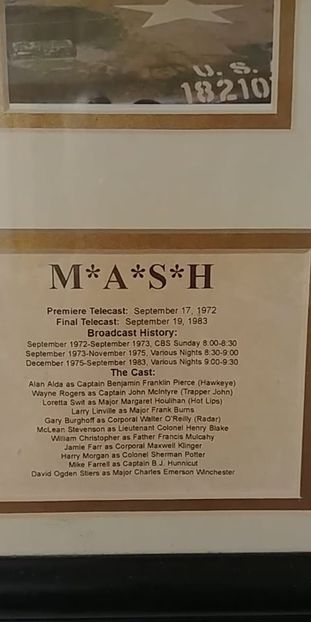 U.S.
18210
M*A*S*H
Premiere Telecast: September 17, 1972
Final Telecast: September 19, 1983
Broadcast History:
September 1972-September 1973, CBS Sunday 8:00-8:30
September 1973-November 1975, Various Nights 8:30-9:00
December 1975-September 1983, Various Nights 9:00-9:30
The Cast:
Alan Alda as Captain Benjamin Franklin Pierce (Hawkeye)
Wayne Rogers as Captain John McIntyre (Trapper John)
Loretta Swit as Major Margaret Houlihan (Hot Lips)
Larry Linville as Major Frank Burns
Gary Burghoff as Corporal Walter O'Reilly (Radar)
McLean Stevenson as Lieutenant Colonel Henry Blake
William Christopher as Father Francis Mulcahy
Jamie Farr as Corporal Maxwell Klinger
Harry Morgan as Colonel Sherman Potter
Mike Farrell as Captain B.J. Hunnicut
David Ogden Stiers as Major Charles Emerson Winchester